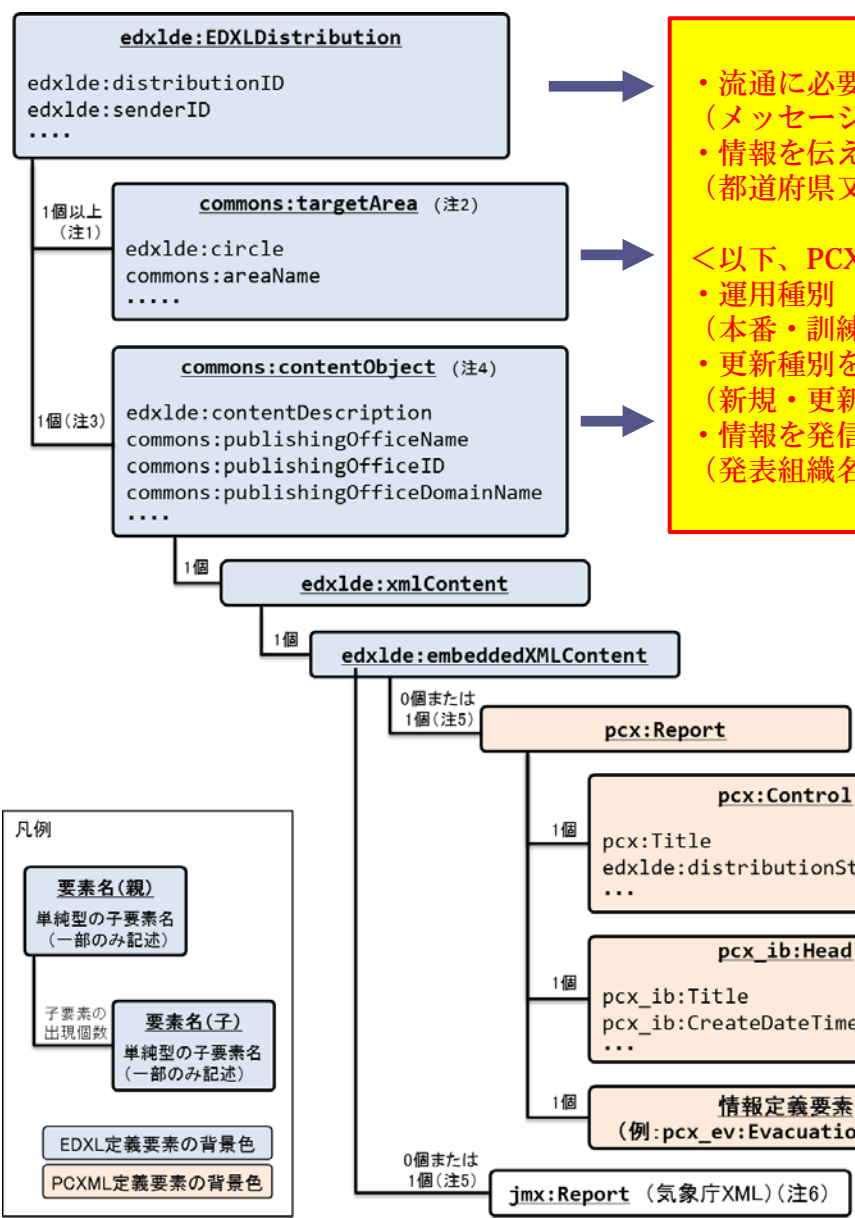 edxlde:EDXLDistribution
edxlde:distributionID
edxlde:senderID
・・・・
・流通に必要
（メッセージ
・情報を伝え
（都道府県又
＜以下、PCX
・運用種別
（本番・訓練
・更新種別を
（新規・更新
・情報を発信
（発表組織名
1個以上
（注1）
commons:targetArea （注2）
edxlde:circle
commons:areaName
・・・・・
1個（注3）
commons:contentObject （注4）
edxlde:contentDescription
commons:publishingOfficeName
commons:publishingOfficeID
commons:publishingOfficeDomainName
・・・・
1個
edxlde:xmlContent
1個
edxlde:embeddedXMLContent
0個または
1個（注5）
pcx:Report
1個
pcx:Control
pcx:Title
edxlde:distributionSt
・・・
1個
pcx_ib:Head
pcx_ib:Title
pcx_ib:CreateDateTime
・・・
1個
情報定義要素
（例:pcx_ev:Evacuatio
0個または
1個（注5）
jmx:Report （気象庁XML）（注6）
凡例
要素名（親）
単純型の子要素名
（一部のみ記述）
子要素の
出現個数
要素名（子）
単純型の子要素名
（一部のみ記述）
EDXL定義要素の背景色
PCXML定義要素の背景色